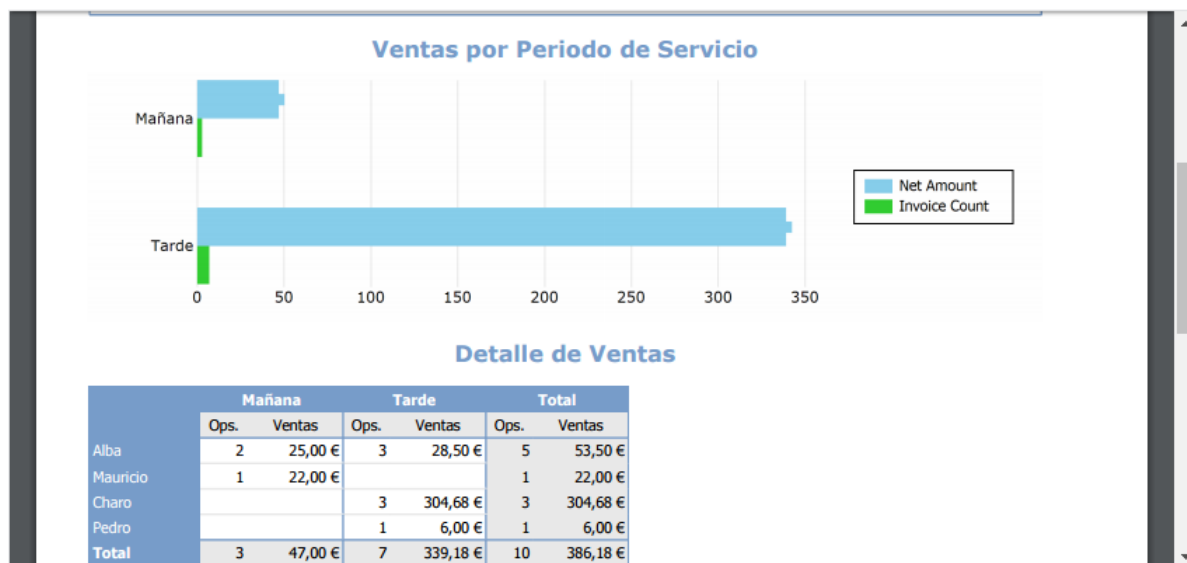 Ventas por Periodo de Servicio
Mañana
Tarde
0 50 100 150 200 250 300 350
Net Amount
Invoice Count
Detalle de Ventas
Mañana Tarde Total
Ops. Ventas Ops. Ventas Ops. Ventas
Alba 2 25,00 € 3 28,50 € 5 53,50 €
Mauricio 1 22,00 € 1 22,00 €
Charo 3 304,68 € 3 304,68 €
Pedro 1 6,00 € 1 6,00 €
Total 3 47,00 € 7 339,18 € 10 386,18 €